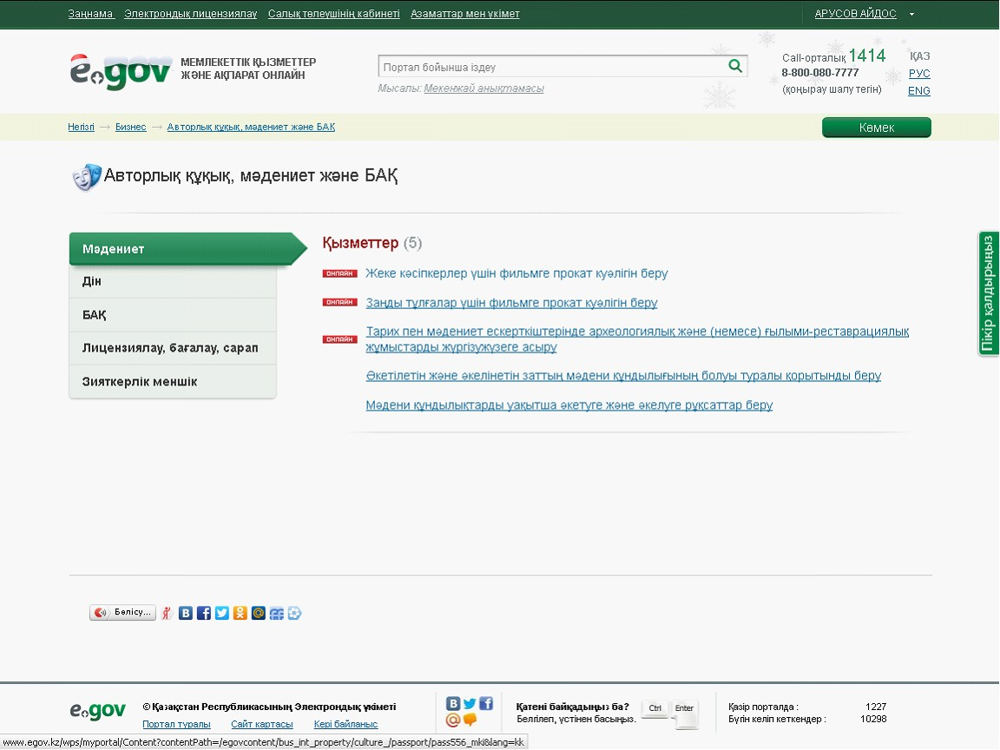 Заңнама Электрондық лицензиялау Салық төлеушінің кабинеті Азаматтар мен үкімет АРУСОВ АЙДОС
e.gov МЕМЛЕКЕТТІК ҚЫЗМЕТТЕР
ЖӘНЕ АҚПАРАТ ОНЛАЙН
Портал бойынша іздеу
Мысалы: Мекенжай анықтамасы
Call-орталық 1414
8-800-080-7777
(қоңырау шалу тегін)
ҚАЗ
РУС
ENG
Негізгі → Бизнес → Авторлық құқық, мәдениет және БАҚ
Көмек
Авторлық құқық, мәдениет және БАҚ
Мәдениет
Дін
БАҚ
Лицензиялау, бағалау, сарап
Зияткерлік меншік
Қызметтер (5)
ОНЛАЙН Жеке кәсіпкерлер үшін фильмге прокат куәлігін беру
ОНЛАЙН Заңды тұлғалар үшін фильмге прокат куәлігін беру
ОНЛАЙН Тарих пен мәдениет ескерткіштерінде археологиялық және (немесе) ғылыми-реставрациялық
жұмыстарды жүргізужүзеге асыру
Әкетілетін және әкелінетін заттың мәдени құндылығының болуы туралы қорытынды беру
Мәдени құндылықтарды уақытша әкетуге және әкелуге рұқсаттар беру
Пікір қалдырыңыз
Бөлісу...
e.gov © Қазақстан Республикасының Электрондық үкіметі
Портал туралы Сайт картасы Кері байланыс
Қатені байқадыңыз ба?
Белгілеп, үстінен басыңыз.
Ctrl Enter
Қазір порталда : 1227
Бүгін келіп кеткендер : 10298
www.egov.kz/wps/myportal/Content?contentPath=/egovcontent/bus_int_property/culture_/passport/pass556_mki&lang=kk